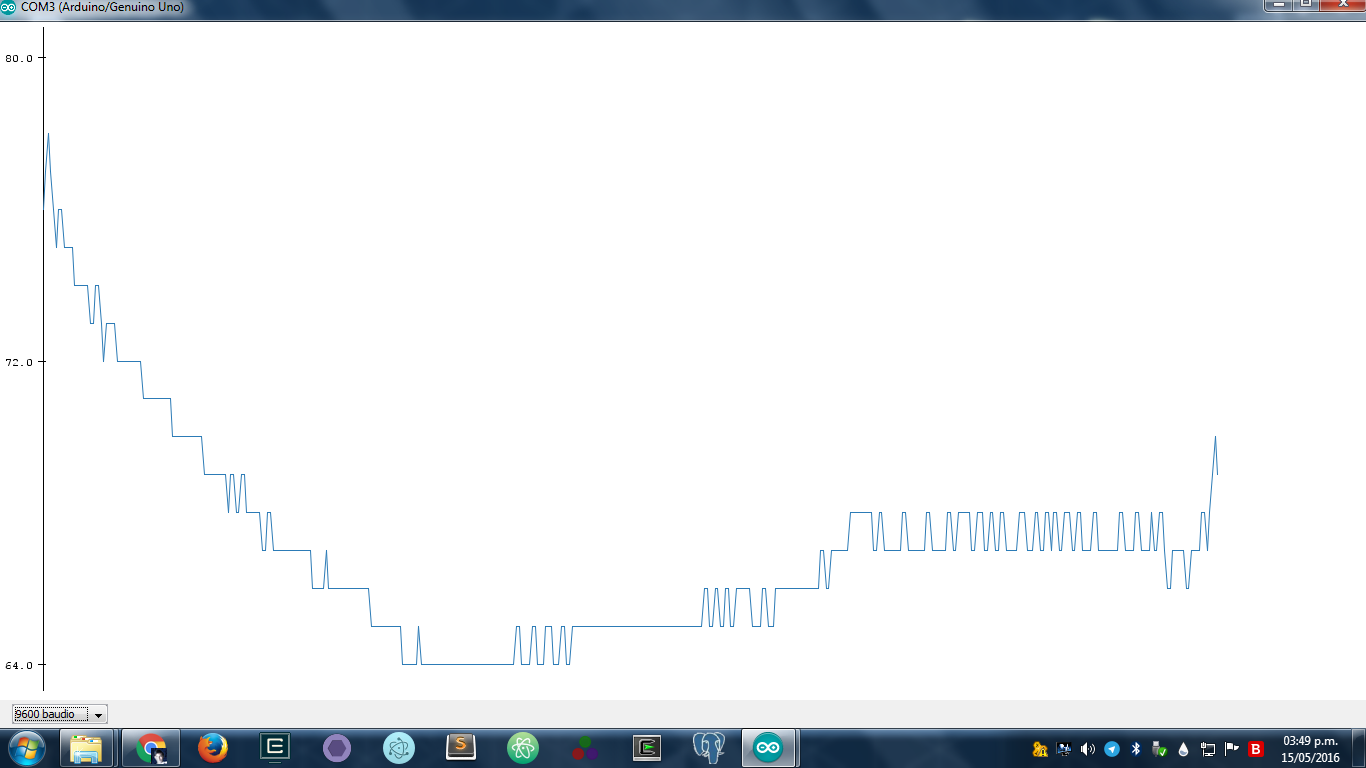 COM3 (Arduino/Genuino Uno)
80.0
72.0
64.0
9600 baudio
S
B
03:49 p.m.
15/05/2016